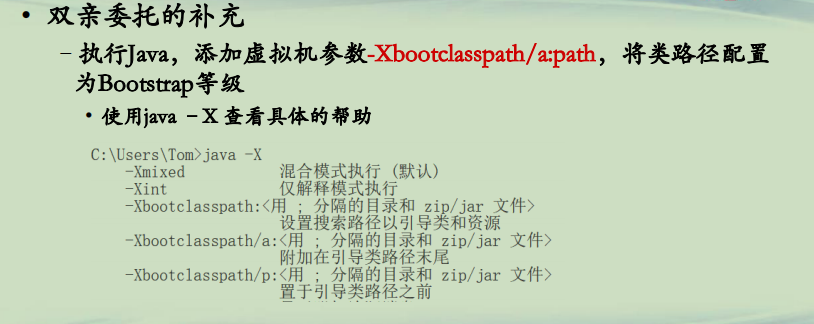 • 双亲委托的补充
– 执行Java，添加虚拟机参数-Xbootclasspath/a:path，将类路径配置
为Bootstrap等级
• 使用java –X 查看具体的帮助
C:\Users\Tom>java -X
-Xmixed 混合模式执行 (默认)
-Xint 仅解释模式执行
-Xbootclasspath:<用 ; 分隔的目录和 zip/jar 文件>
设置搜索路径以引导类和资源
-Xbootclasspath/a:<用 ; 分隔的目录和 zip/jar 文件>
附加在引导类路径末尾
-Xbootclasspath/p:<用 ; 分隔的目录和 zip/jar 文件>
置于引导类路径之前